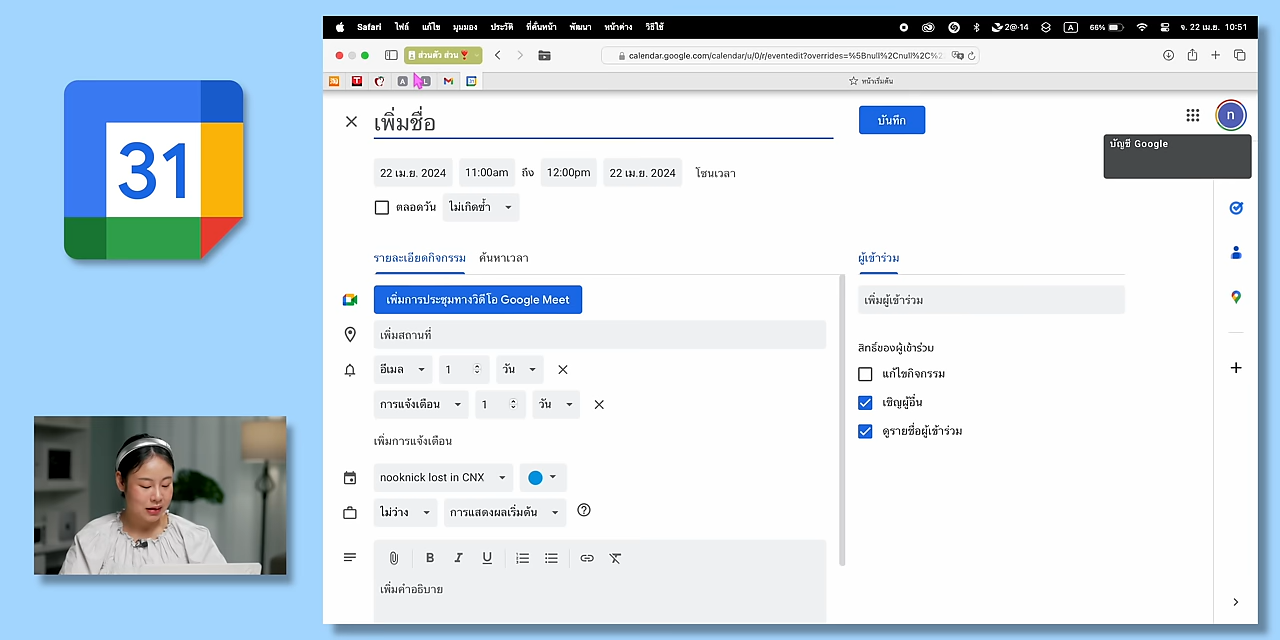 31
Safari ไฟล์ แก้ไข มุมมอง ประวัติ ที่คั่นหน้า พัฒนา หน้าต่าง วิธีใช้
2@·14 A 66% จ. 22 เม.ย. 10:51
ส่วนตัว ส่วน
calendar.google.com/calendar/u/0/r/eventedit?overrides=%5Bnull%2Cnull%2C%2
T A L 31 หน้าเริ่มต้น
เพิ่มชื่อ
บันทึก
n
บัญชี Google
22 เม.ย. 2024 11:00am ถึง 12:00pm 22 เม.ย. 2024 โซนเวลา
ตลอดวัน ไม่เกิดซ้ำ
รายละเอียดกิจกรรม ค้นหาเวลา
ผู้เข้าร่วม
เพิ่มการประชุมทางวิดีโอ Google Meet
เพิ่มผู้เข้าร่วม
เพิ่มสถานที่
สิทธิ์ของผู้เข้าร่วม
อีเมล 1 วัน
แก้ไขกิจกรรม
การแจ้งเตือน 1 วัน
เชิญผู้อื่น
ดูรายชื่อผู้เข้าร่วม
เพิ่มการแจ้งเตือน
nooknick lost in CNX
ไม่ว่าง การแสดงผลเริ่มต้น
B I U
เพิ่มคำอธิบาย